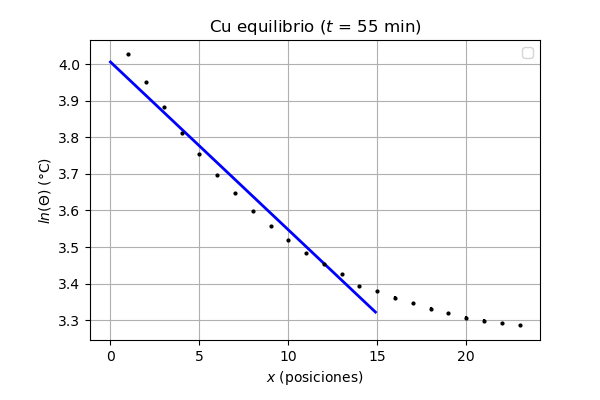 Cu equilibrio (t = 55 min)
4.0
3.9
3.8
3.7
3.6
3.5
3.4
3.3
ln(Θ) (°C)
0 5 10 15 20
x (posiciones)